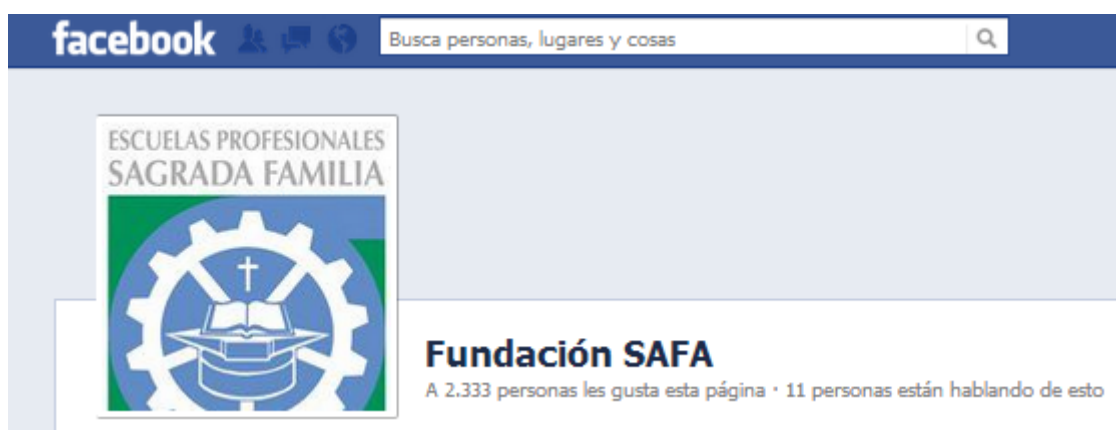 facebook
Busca personas, lugares y cosas
ESCUELAS PROFESIONALES
SAGRADA FAMILIA
Fundación SAFA
A 2.333 personas les gusta esta página · 11 personas están hablando de esto